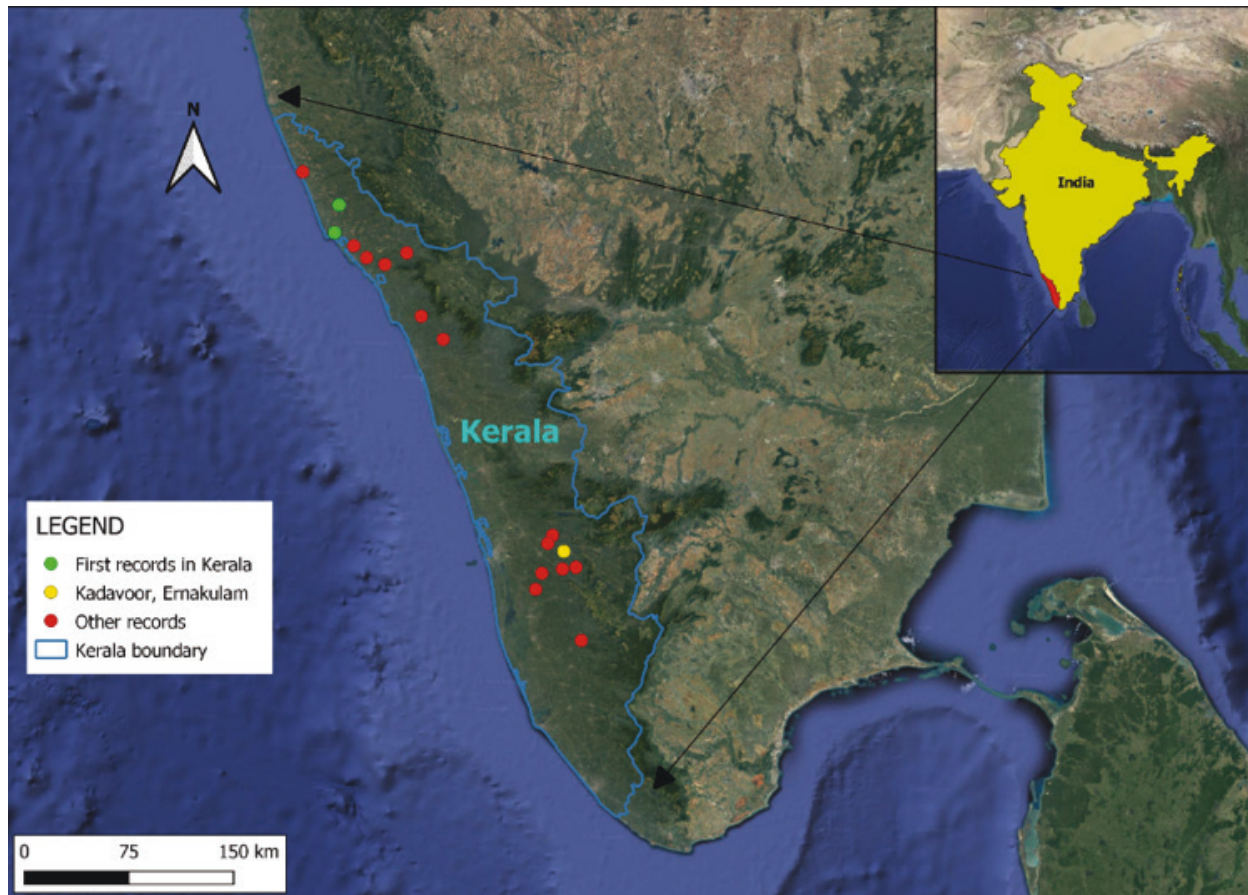 N
India
Kerala
LEGEND
First records in Kerala
Kadavoor, Ernakulam
Other records
Kerala boundary
0 75 150 km